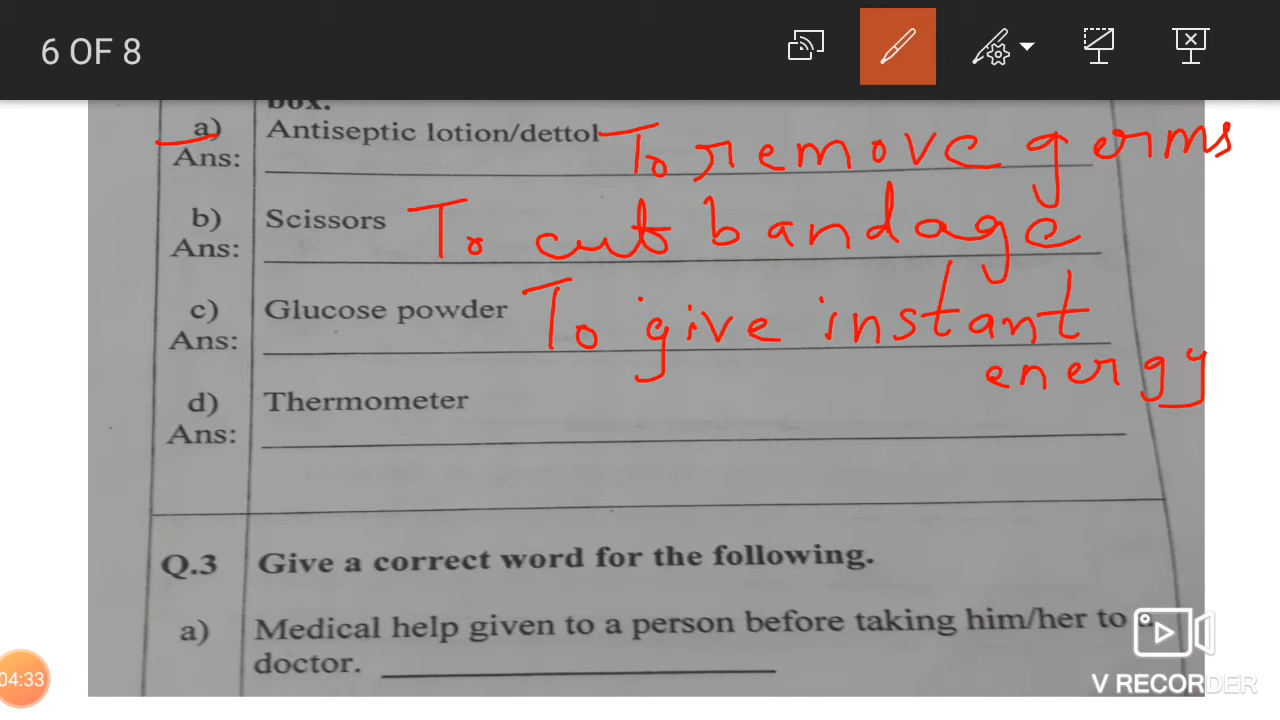 6 OF 8
box.
a) Antiseptic lotion/dettol To remove germs
Ans:
b) Scissors To cut bandage
Ans:
c) Glucose powder To give instant
Ans: energy
d) Thermometer
Ans:
Q.3 Give a correct word for the following.
a) Medical help given to a person before taking him/her to
doctor.
04:33
V RECORDER